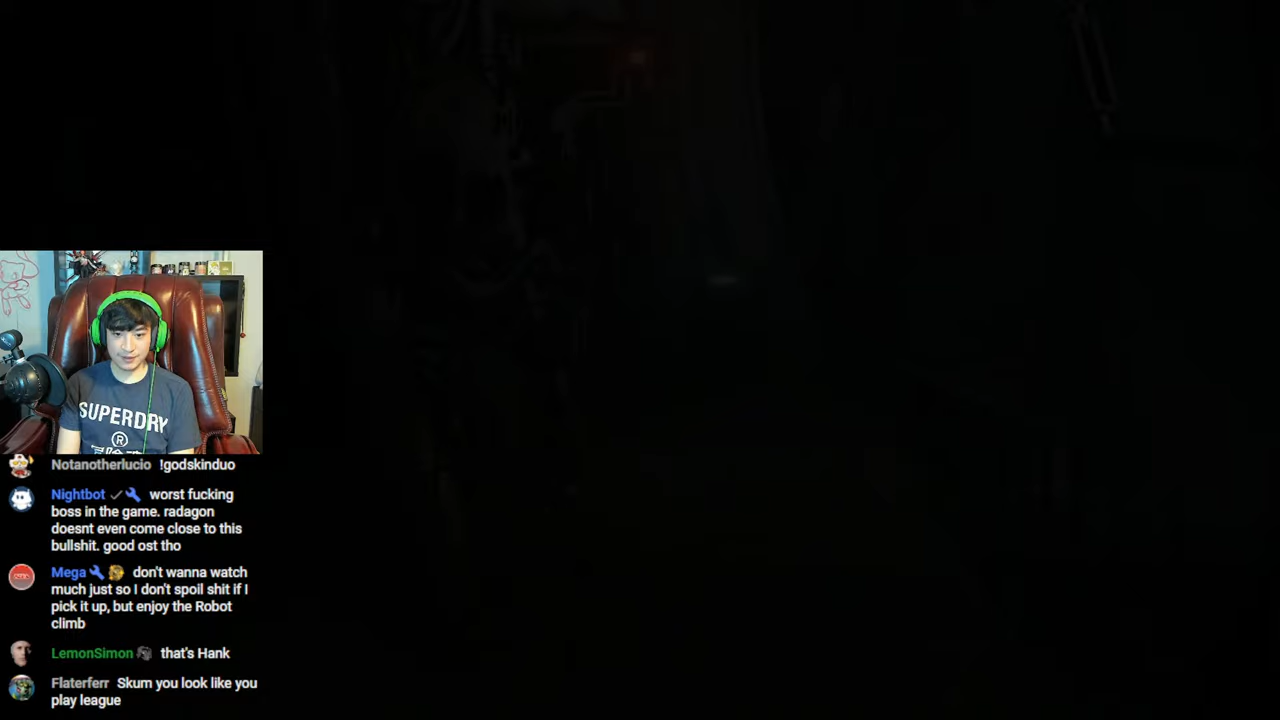 SUPERDRY
®
Notanotherlucio !godskinduo
Nightbot worst fucking
boss in the game. radagon
doesnt even come close to this
bullshit. good ost tho
Mega don't wanna watch
much just so I don't spoil shit if I
pick it up, but enjoy the Robot
climb
LemonSimon that's Hank
Flaterferr Skum you look like you
play league